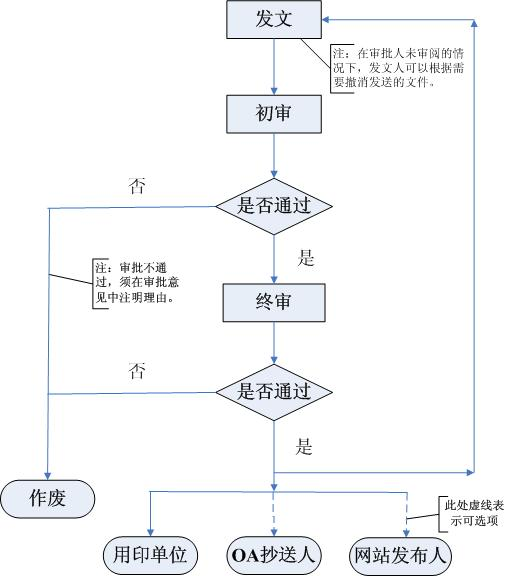 发文
注：在审批人未审阅的情
况下，发文人可以根据需
要撤消发送的文件。
初审
否
是否通过
是
注：审批不通
过，须在审批意
见中注明理由。
终审
否
是否通过
是
作废
此处虚线表
示可选项
用印单位
OA抄送人
网站发布人